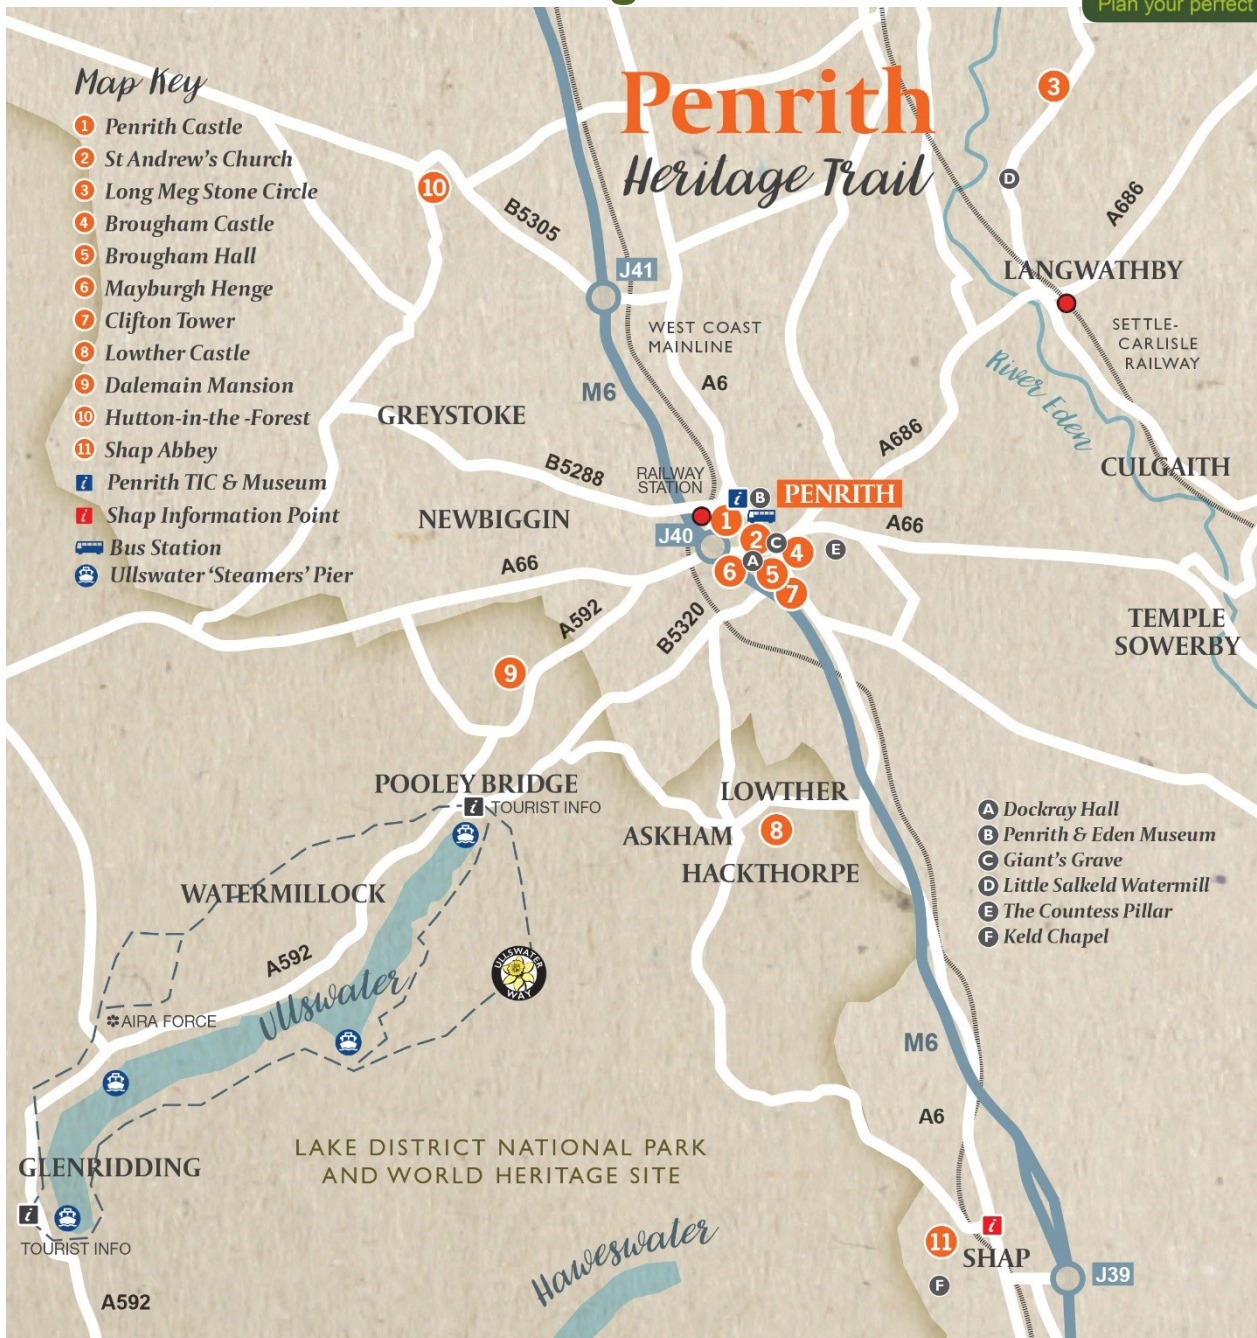 Plan your perfect
Map Key
1 Penrith Castle
2 St Andrew's Church
3 Long Meg Stone Circle
4 Brougham Castle
5 Brougham Hall
6 Mayburgh Henge
7 Clifton Tower
8 Lowther Castle
9 Dalemain Mansion
10 Hutton-in-the -Forest
11 Shap Abbey
i Penrith TIC & Museum
i Shap Information Point
Bus Station
Ullswater 'Steamers' Pier
Penrith
Heritage Trail
3
10
D
B5305
A686
J41
LANGWATHBY
WEST COAST
MAINLINE
SETTLE-
CARLISLE
RAILWAY
M6
A6
River Eden
GREYSTOKE
A686
B5288
RAILWAY
STATION
CULGAITH
i
B
PENRITH
NEWBIGGIN
1
A66
J40
2
C
4
E
A66
6
A
5
7
A592
B5320
TEMPLE
SOWERBY
9
POOLEY BRIDGE
i TOURIST INFO
LOWTHER
ASKHAM
8
HACKTHORPE
A Dockray Hall
B Penrith & Eden Museum
C Giant's Grave
D Little Salkeld Watermill
E The Countess Pillar
F Keld Chapel
WATERMILLOCK
A592
Ullswater
ULLSWATER
WAY
AIRA FORCE
M6
A6
LAKE DISTRICT NATIONAL PARK
AND WORLD HERITAGE SITE
GLENRIDDING
i
TOURIST INFO
A592
Haweswater
11
i
SHAP
F
J39